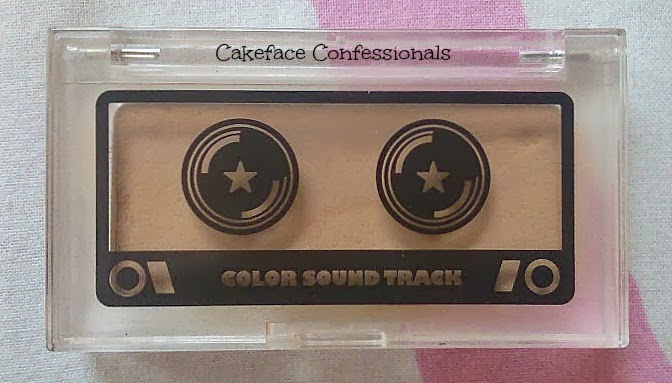 Cakeface Confessionals
COLOR SOUND TRACK